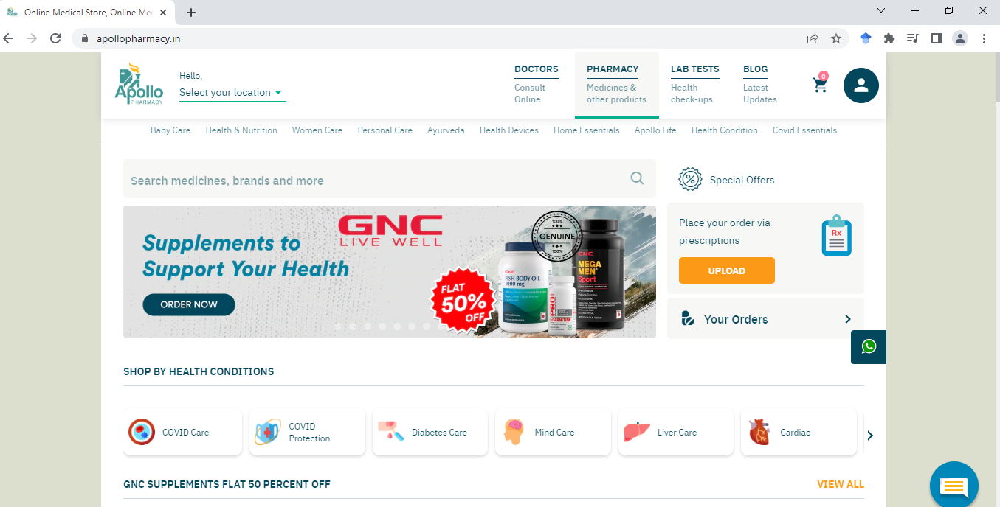 Online Medical Store, Online Me
apollopharmacy.in
Apollo
PHARMACY
Hello,
Select your location
DOCTORS
Consult
Online
PHARMACY
Medicines &
other products
LAB TESTS
Health
check-ups
BLOG
Latest
Updates
0
Baby Care
Health & Nutrition
Women Care
Personal Care
Ayurveda
Health Devices
Home Essentials
Apollo Life
Health Condition
Covid Essentials
Search medicines, brands and more
Special Offers
Supplements to
Support Your Health
ORDER NOW
GNC
LIVE WELL
FLAT
50%
OFF
100%
GENUINE
100%
GNC
FISH BODY OIL
1000 mg
GNC
MEGA
MEN
Sport
PRO
L-CARNITINE
Place your order via
prescriptions
Rx
UPLOAD
Your Orders
SHOP BY HEALTH CONDITIONS
COVID Care
COVID
Protection
Diabetes Care
Mind Care
Liver Care
Cardiac
GNC SUPPLEMENTS FLAT 50 PERCENT OFF
VIEW ALL